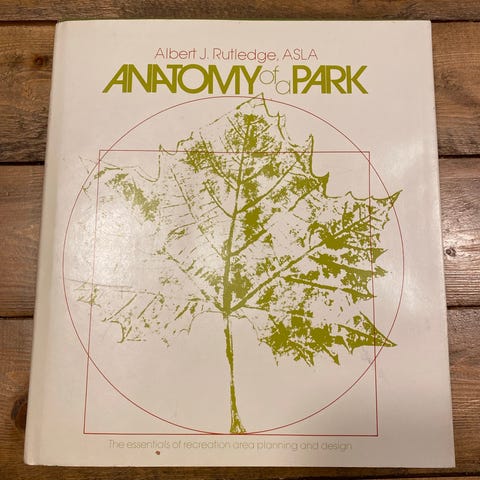 Albert J. Rutledge, ASLA
ANATOMY of a PARK
The essentials of recreation area planning and design